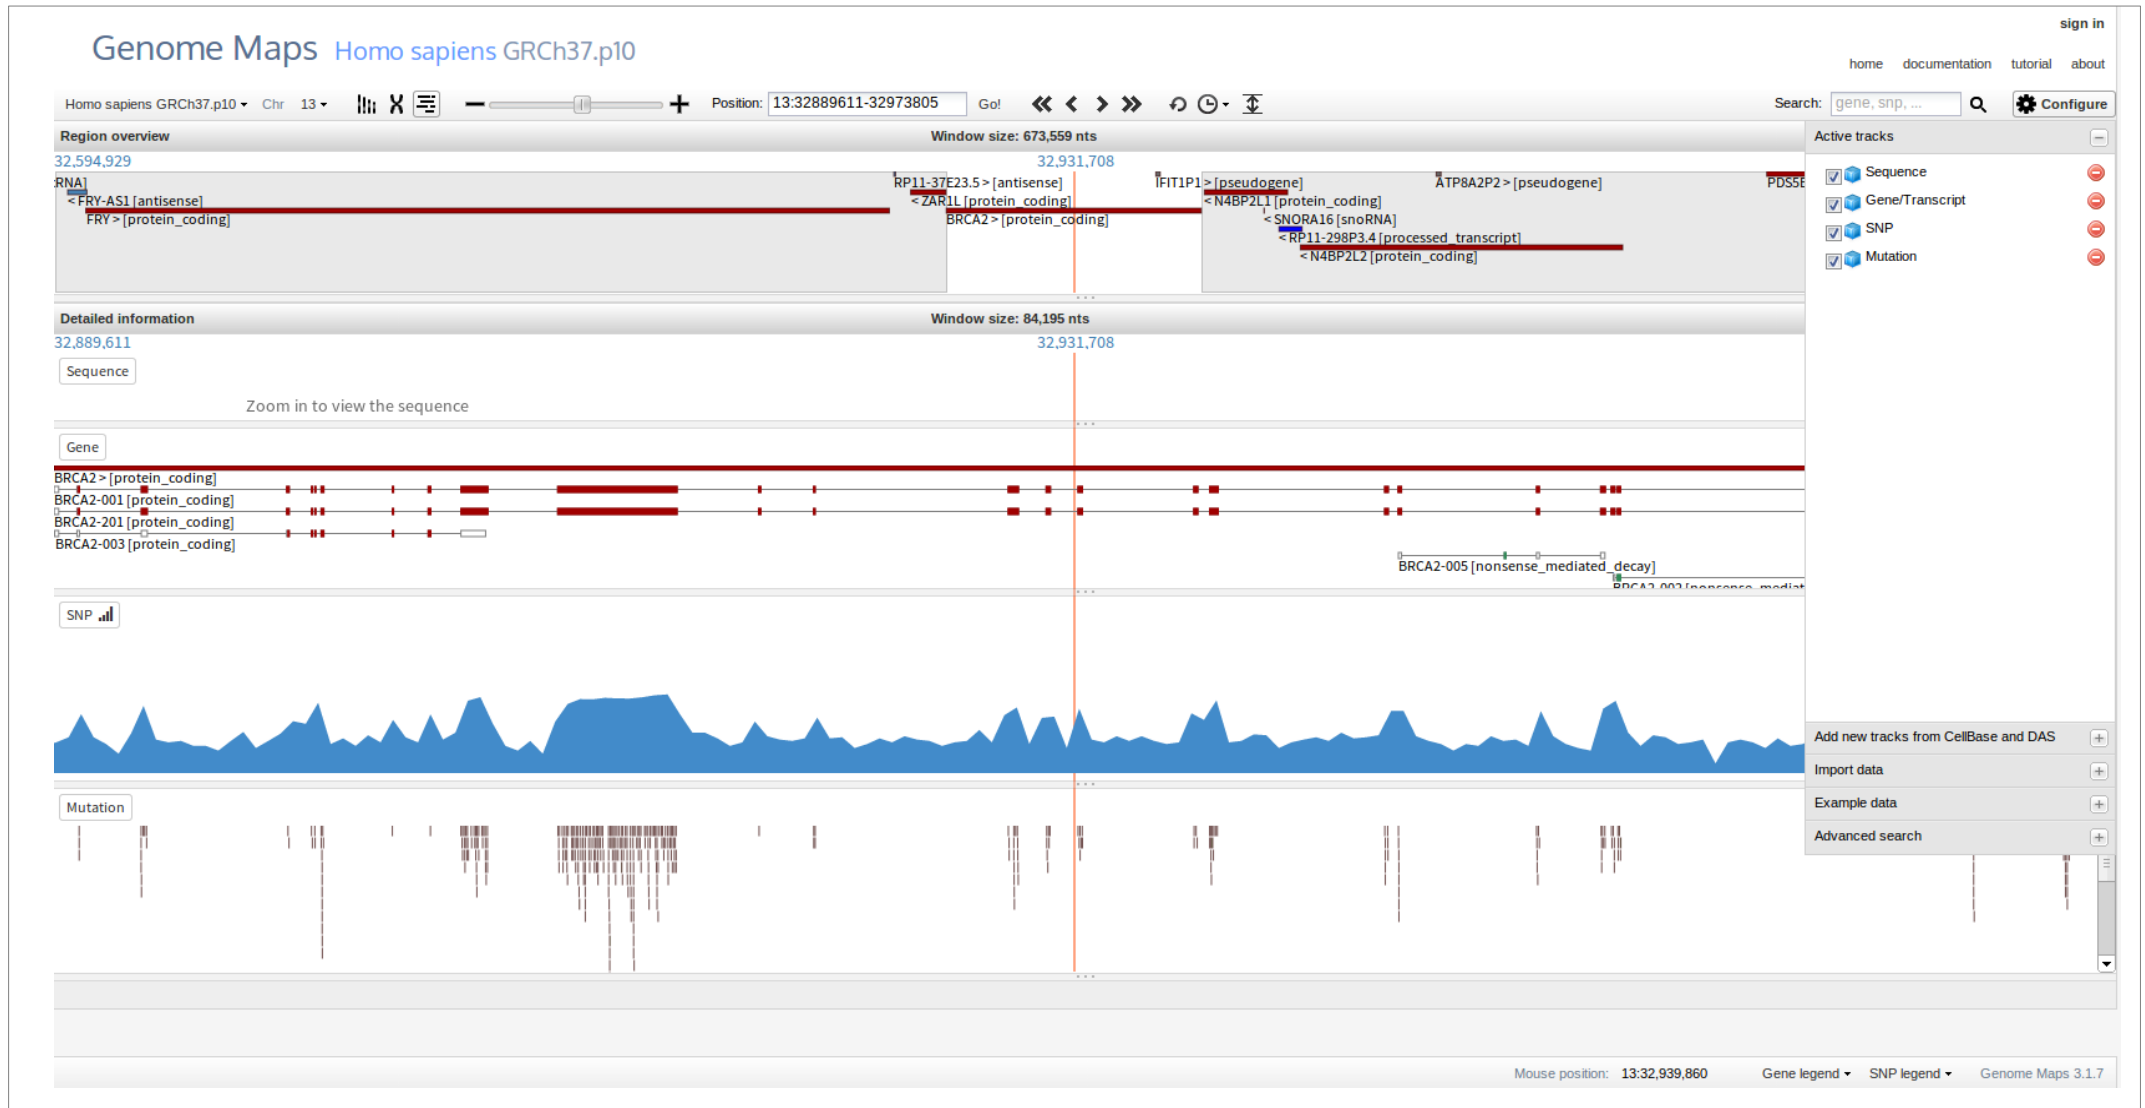 sign in
Genome Maps Homo sapiens GRCh37.p10
home documentation tutorial about
Homo sapiens GRCh37.p10 Chr 13 Position: 13:32889611-32973805 Go! Search: gene, snp, ... Configure
Region overview Window size: 673,559 nts
Active tracks
32,594,929 32,931,708
Sequence
Gene/Transcript
SNP
Mutation
RNA] RP11-37E23.5 > [antisense] IFIT1P1 > [pseudogene] ATP8A2P2 > [pseudogene] PDS5
< FRY-AS1 [antisense] < ZAR1L [protein_coding] < N4BP2L1 [protein_coding]
FRY > [protein_coding] BRCA2 > [protein_coding] < SNORA16 [snoRNA]
< RP11-298P3.4 [processed_transcript]
< N4BP2L2 [protein_coding]
Detailed information Window size: 84,195 nts
32,889,611 32,931,708
Sequence
Zoom in to view the sequence
Gene
BRCA2 > [protein_coding]
BRCA2-001 [protein_coding]
BRCA2-201 [protein_coding]
BRCA2-003 [protein_coding]
BRCA2-005 [nonsense_mediated_decay]
BRCA2-002 [nonsense_mediat
SNP
Add new tracks from CellBase and DAS
Import data
Example data
Advanced search
Mutation
Mouse position: 13:32,939,860 Gene legend SNP legend Genome Maps 3.1.7